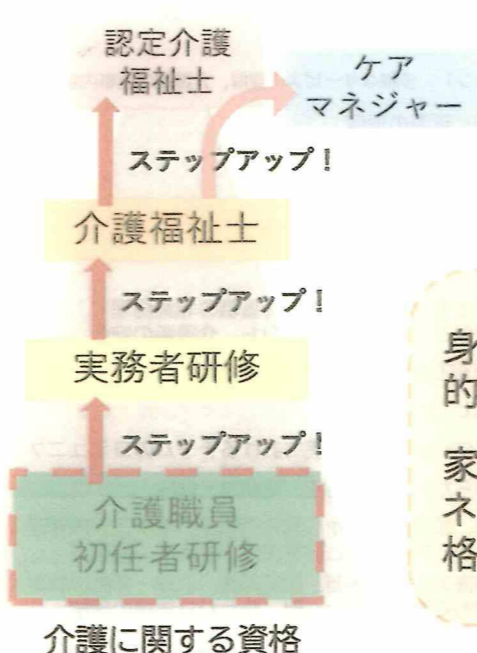 認定介護
福祉士
ケア
マネジャー
ステップアップ！
介護福祉士
ステップアップ！
実務者研修
ステップアップ！
介護職員
初任者研修
介護に関する資格
身
的
家
ネ
格